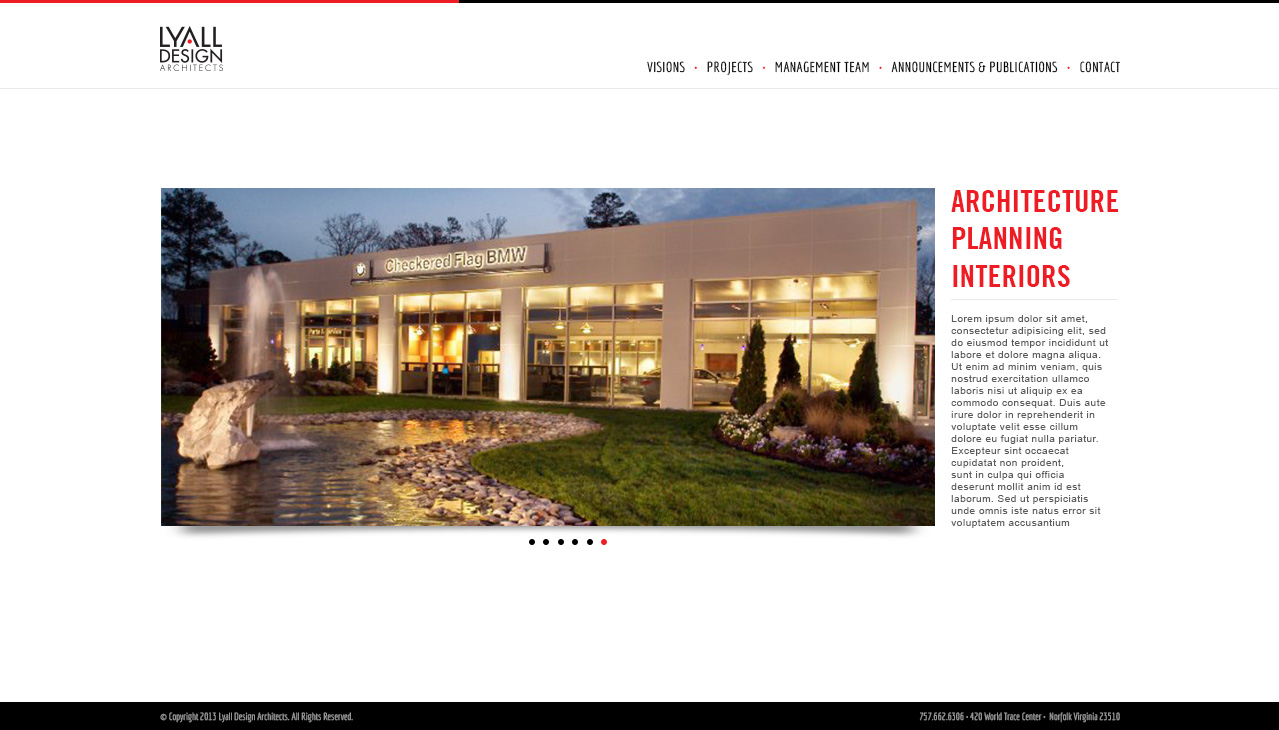 LYALL
DESIGN
ARCHITECTS
VISIONS • PROJECTS • MANAGEMENT TEAM • ANNOUNCEMENTS & PUBLICATIONS • CONTACT
Checkered Flag BMW
Parts & Service
ARCHITECTURE
PLANNING
INTERIORS
Lorem ipsum dolor sit amet,
consectetur adipisicing elit, sed
do eiusmod tempor incididunt ut
labore et dolore magna aliqua.
Ut enim ad minim veniam, quis
nostrud exercitation ullamco
laboris nisi ut aliquip ex ea
commodo consequat. Duis aute
irure dolor in reprehenderit in
voluptate velit esse cillum
dolore eu fugiat nulla pariatur.
Excepteur sint occaecat
cupidatat non proident,
sunt in culpa qui officia
deserunt mollit anim id est
laborum. Sed ut perspiciatis
unde omnis iste natus error sit
voluptatem accusantium
© Copyright 2013 Lyall Design Architects. All Rights Reserved.
757.662.6306 • 420 World Trace Center • Norfolk Virginia 23510